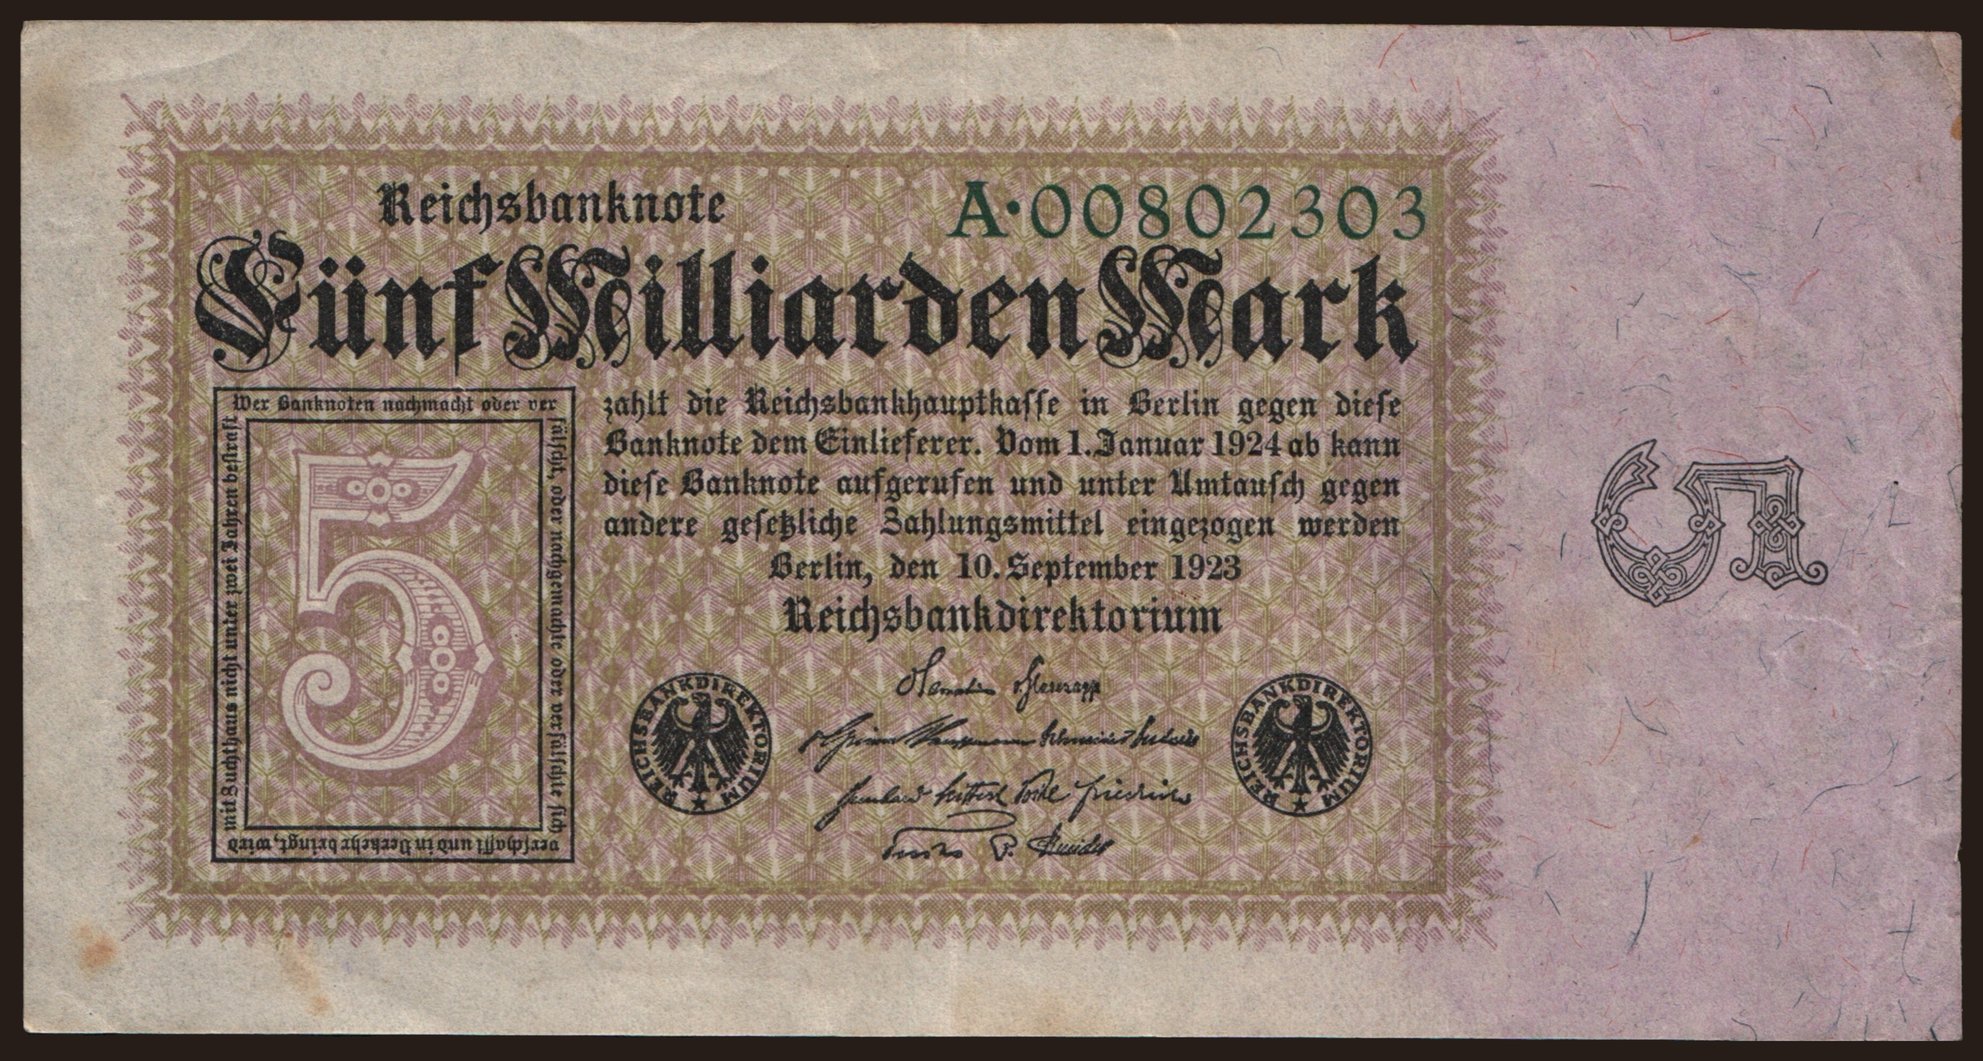 Reichsbanknote
A·00802303
Fünf Milliarden Mark
Wer Banknoten nachmacht oder ver
fälscht, oder nachgemachte oder verfälschte sich
verschafft und in Verkehr bringt, wird
mit Zuchthaus nicht unter zwei Jahren bestraft
5
zahlt die Reichsbankhauptkasse in Berlin gegen diese
Banknote dem Einlieferer. Vom 1. Januar 1924 ab kann
diese Banknote aufgerufen und unter Umtausch gegen
andere gesetzliche Zahlungsmittel eingezogen werden
Berlin, den 10. September 1923
Reichsbankdirektorium
REICHSBANKDIREKTORIUM
REICHSBANKDIREKTORIUM
5